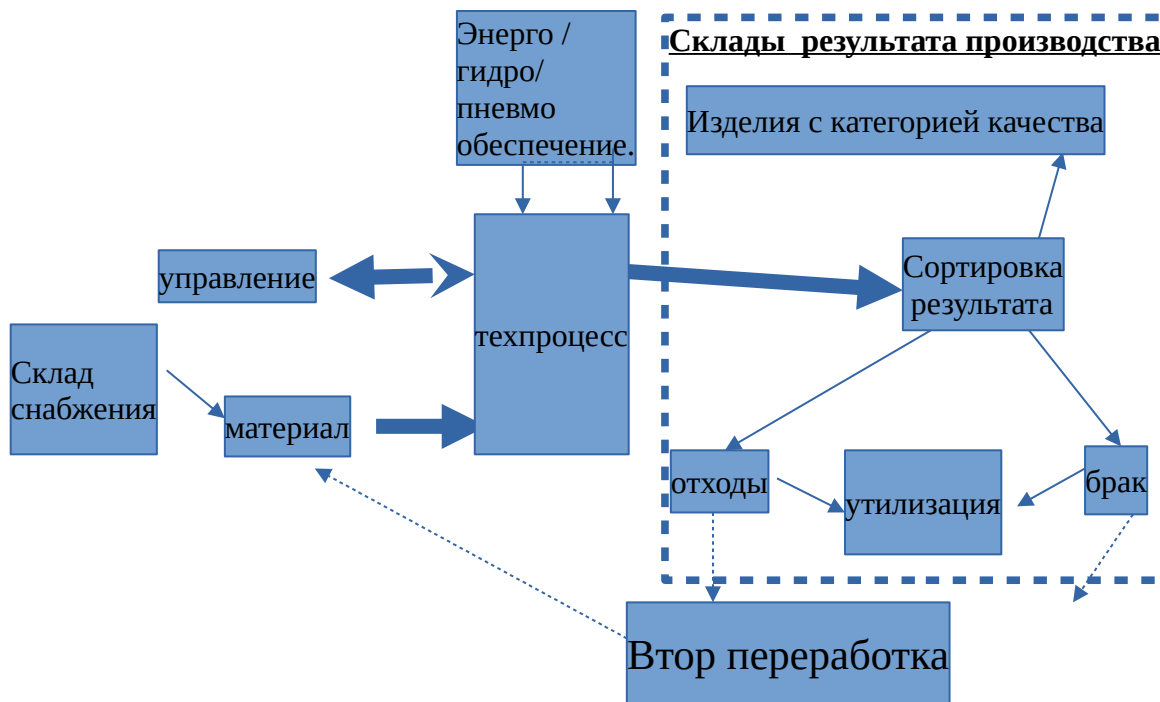 Энерго /
гидро/
пневмо
обеспечение.
Склады  результата производства
Изделия с категорией качества
управление
Сортировка
результата
техпроцесс
Склад
снабжения
материал
отходы
утилизация
брак
Втор переработка